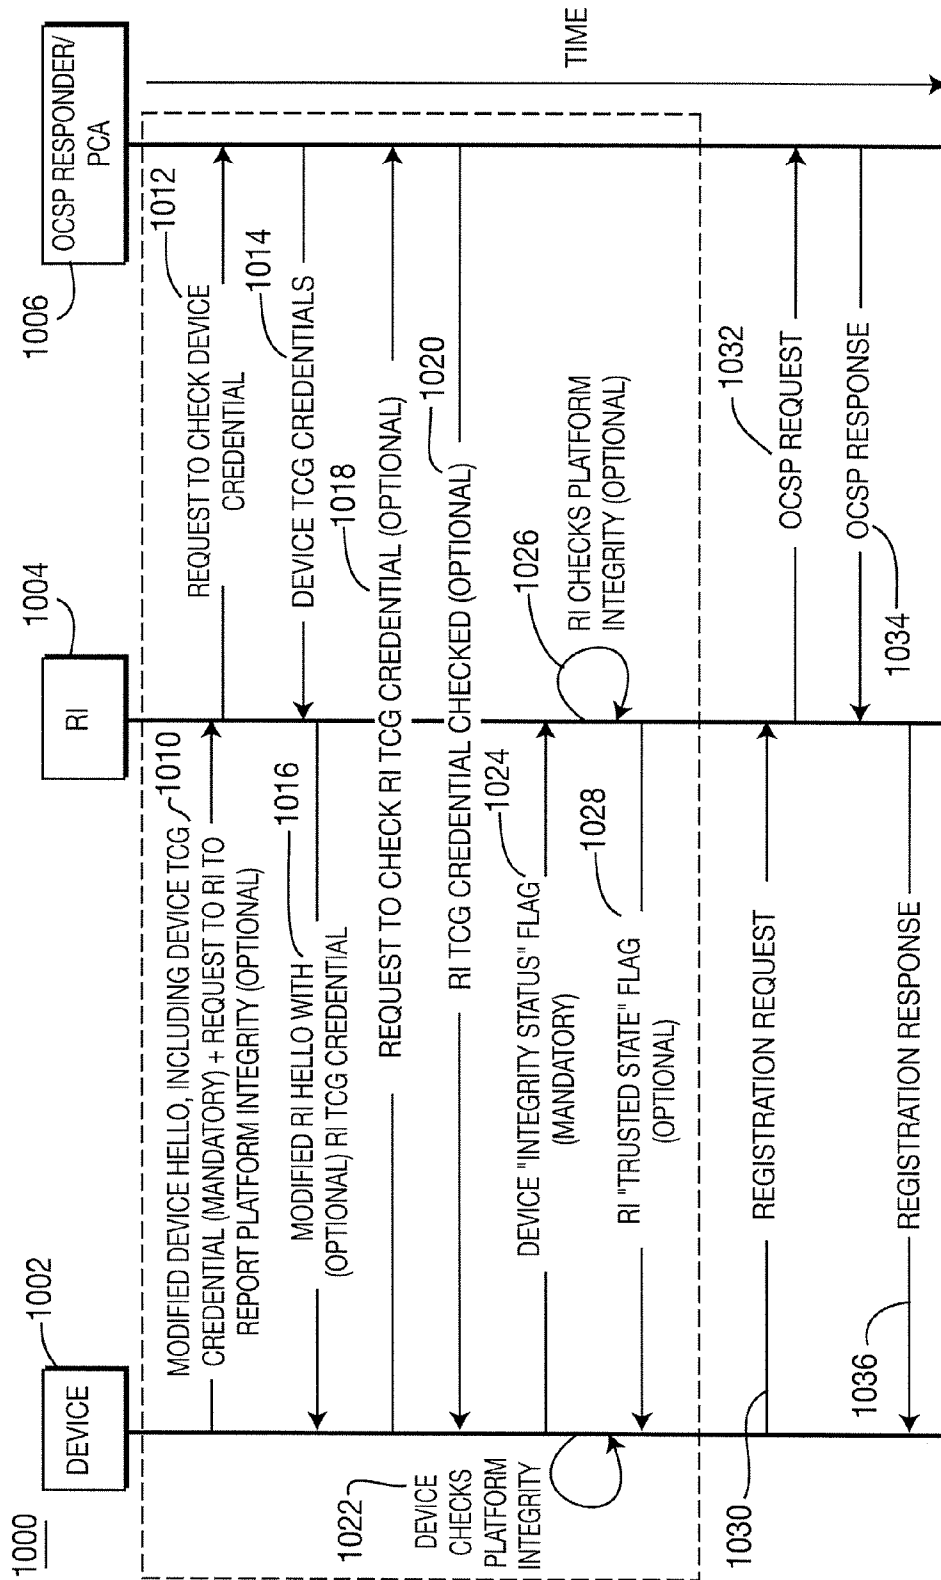 1000
DEVICE
1002
RI
1004
OCSP RESPONDER/
PCA
1006
TIME
MODIFIED DEVICE HELLO, INCLUDING DEVICE TCG
CREDENTIAL (MANDATORY) + REQUEST TO RI TO
REPORT PLATFORM INTEGRITY (OPTIONAL)
1010
REQUEST TO CHECK DEVICE
CREDENTIAL
1012
DEVICE TCG CREDENTIALS
1014
MODIFIED RI HELLO WITH
(OPTIONAL) RI TCG CREDENTIAL
1016
REQUEST TO CHECK RI TCG CREDENTIAL (OPTIONAL)
1018
RI TCG CREDENTIAL CHECKED (OPTIONAL)
1020
1022
DEVICE
CHECKS
PLATFORM
INTEGRITY
DEVICE "INTEGRITY STATUS" FLAG
(MANDATORY)
1024
1026
RI CHECKS PLATFORM
INTEGRITY (OPTIONAL)
RI "TRUSTED STATE" FLAG
(OPTIONAL)
1028
REGISTRATION REQUEST
1030
OCSP REQUEST
1032
OCSP RESPONSE
1034
REGISTRATION RESPONSE
1036